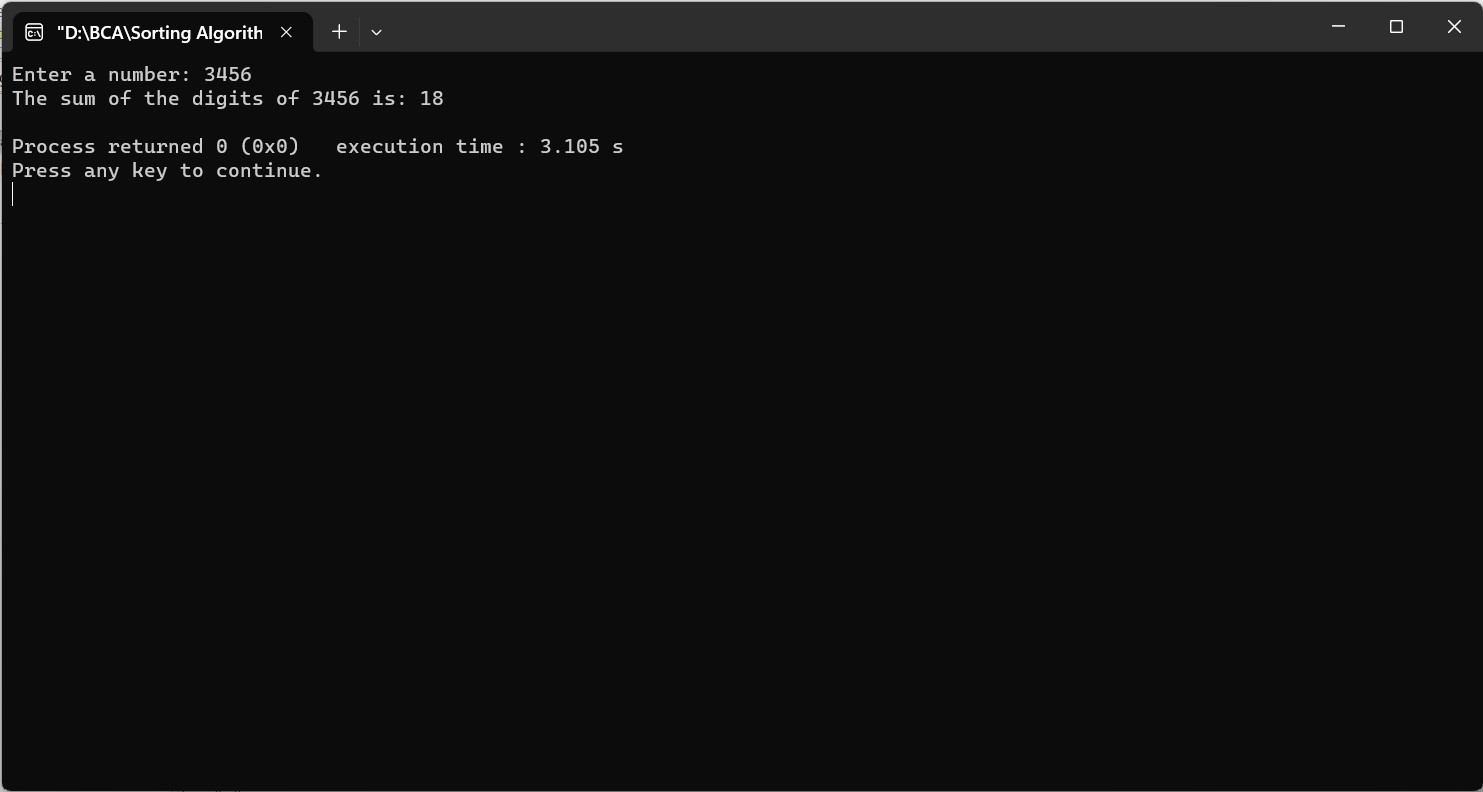 "D:\BCA\Sorting Algorith
Enter a number: 3456
The sum of the digits of 3456 is: 18
Process returned 0 (0x0)   execution time : 3.105 s
Press any key to continue.